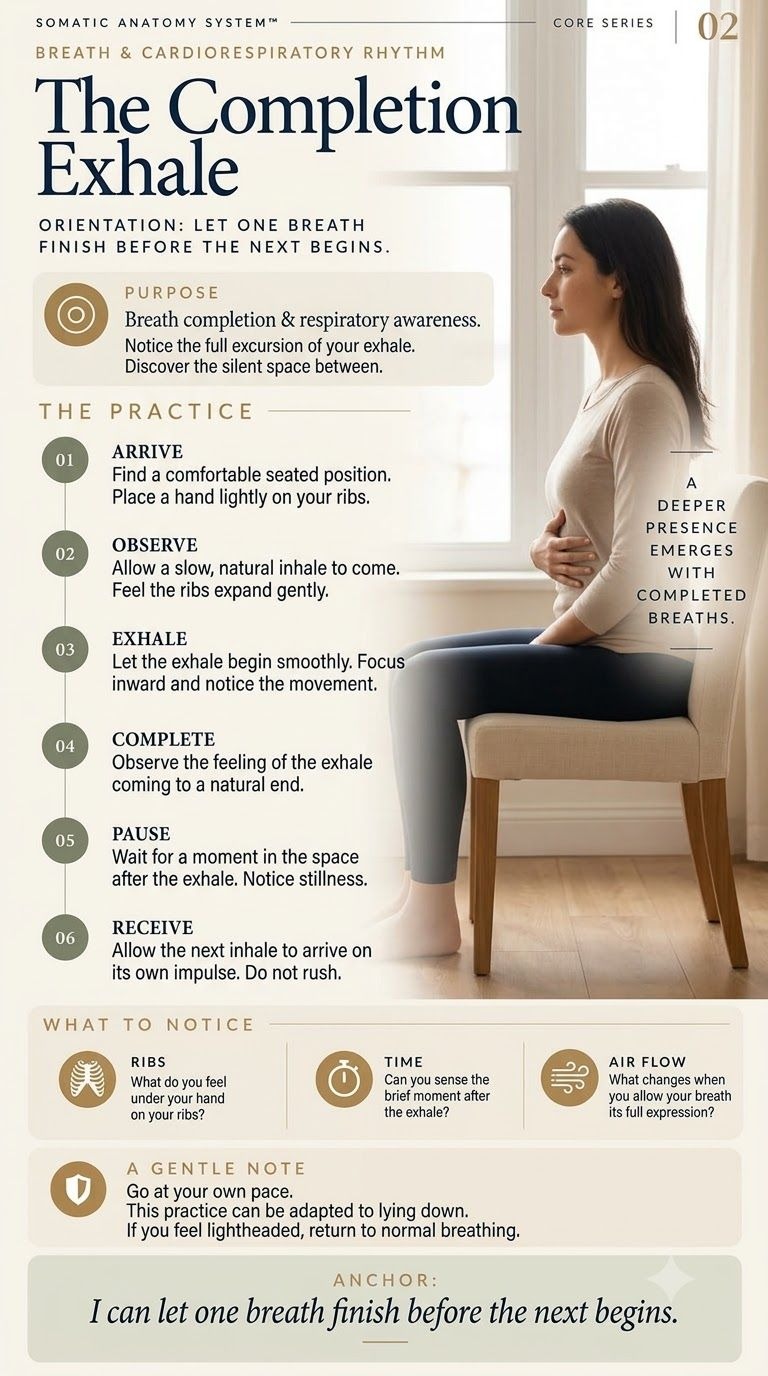 SOMATIC ANATOMY SYSTEM™
CORE SERIES
02
BREATH & CARDIORESPIRATORY RHYTHM
The Completion
Exhale
ORIENTATION: LET ONE BREATH
FINISH BEFORE THE NEXT BEGINS.
PURPOSE
Breath completion & respiratory awareness.
Notice the full excursion of your exhale.
Discover the silent space between.
THE PRACTICE
01
ARRIVE
Find a comfortable seated position.
Place a hand lightly on your ribs.
02
OBSERVE
Allow a slow, natural inhale to come.
Feel the ribs expand gently.
03
EXHALE
Let the exhale begin smoothly. Focus
inward and notice the movement.
04
COMPLETE
Observe the feeling of the exhale
coming to a natural end.
05
PAUSE
Wait for a moment in the space
after the exhale. Notice stillness.
06
RECEIVE
Allow the next inhale to arrive on
its own impulse. Do not rush.
A
DEEPER
PRESENCE
EMERGES
WITH
COMPLETED
BREATHS.
WHAT TO NOTICE
RIBS
What do you feel
under your hand
on your ribs?
TIME
Can you sense the
brief moment after
the exhale?
AIR FLOW
What changes when
you allow your breath
its full expression?
A GENTLE NOTE
Go at your own pace.
This practice can be adapted to lying down.
If you feel lightheaded, return to normal breathing.
ANCHOR:
I can let one breath finish before the next begins.